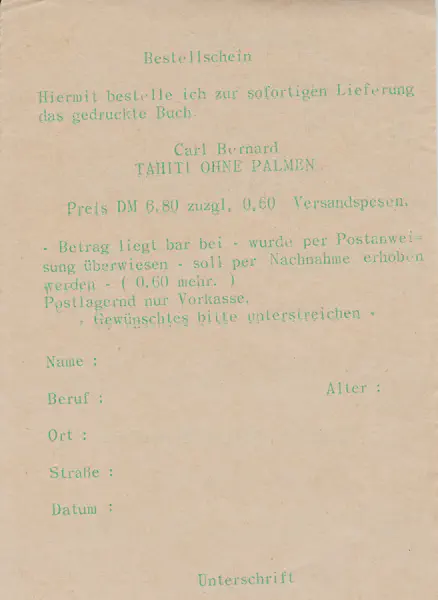 Bestellschein
Hiermit bestelle ich zur sofortigen Lieferung
das gedruckte Buch.
Carl Bernard
TAHITI OHNE PALMEN.
Preis DM 6.80 zuzgl. 0,60 Versandspesen.
- Betrag liegt bar bei - wurde per Postanwei-
sung überwiesen - soll per Nachnahme erhoben
werden - ( 0.60 mehr. )
Postlagernd nur Vorkasse.
- Gewünschtes bitte unterstreichen -
Name :
Beruf :
Alter :
Ort :
Straße :
Datum :
Unterschrift